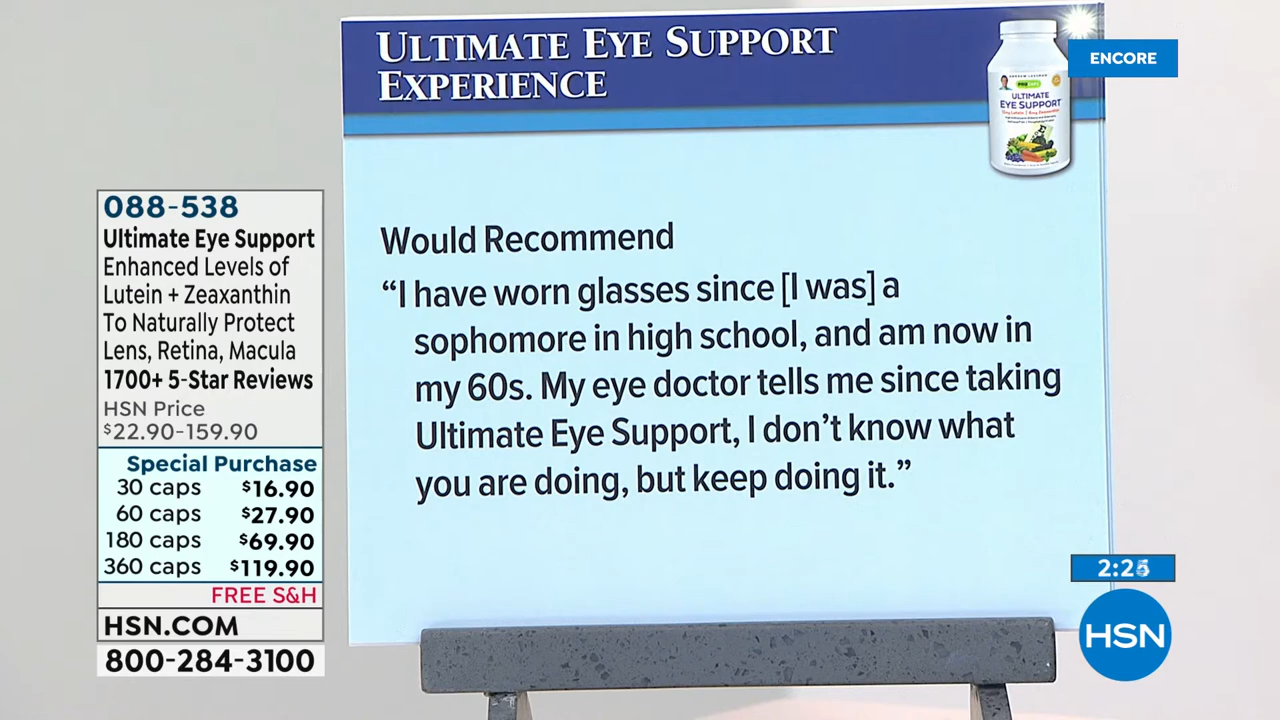 ULTIMATE EYE SUPPORT
EXPERIENCE
ENCORE
ULTIMATE
EYE SUPPORT
Would Recommend
“I have worn glasses since [I was] a
sophomore in high school, and am now in
my 60s. My eye doctor tells me since taking
Ultimate Eye Support, I don’t know what
you are doing, but keep doing it.”
088-538
Ultimate Eye Support
Enhanced Levels of
Lutein + Zeaxanthin
To Naturally Protect
Lens, Retina, Macula
1700+ 5-Star Reviews
HSN Price
$22.90-159.90
Special Purchase
30 caps $16.90
60 caps $27.90
180 caps $69.90
360 caps $119.90
FREE S&H
HSN.COM
800-284-3100
HSN